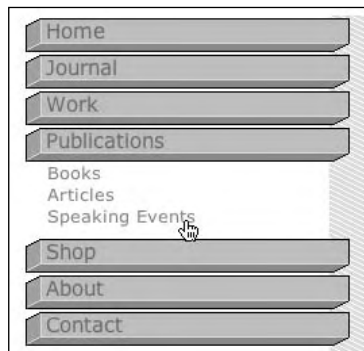 Home
Journal
Work
Publications
Books
Articles
Speaking Events
Shop
About
Contact